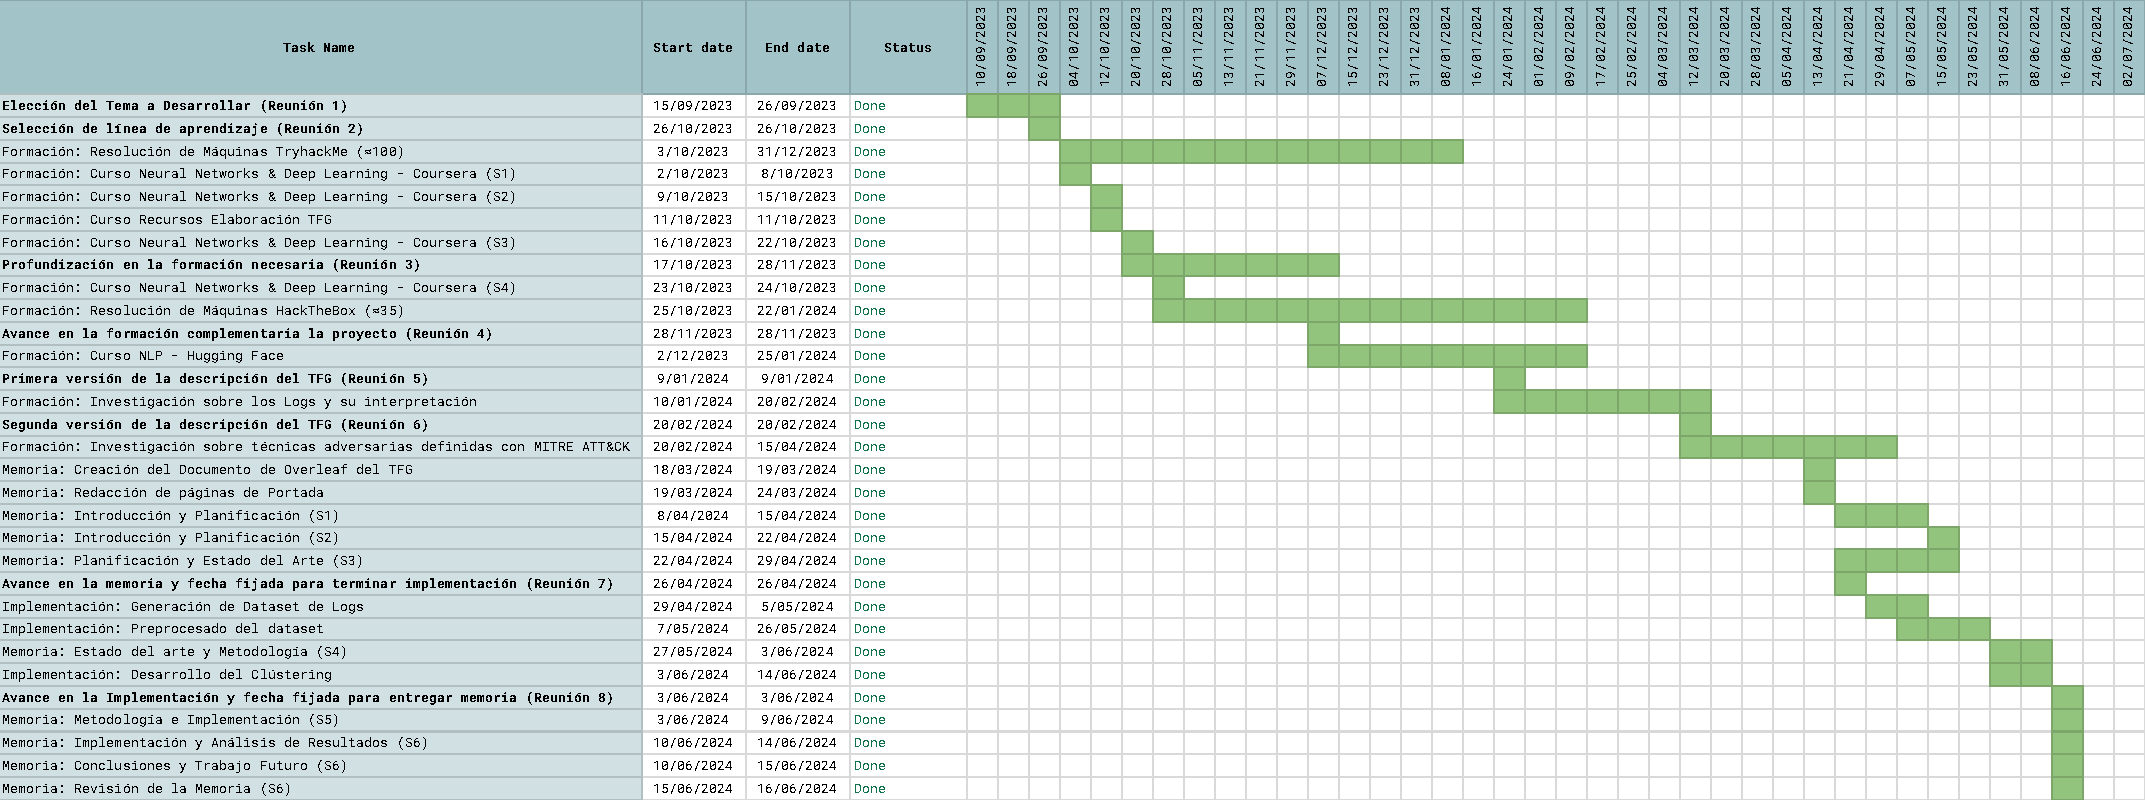 Task Name Start date End date Status 10/09/2023 18/09/2023 26/09/2023 04/10/2023 12/10/2023 20/10/2023 28/10/2023 05/11/2023 13/11/2023 21/11/2023 29/11/2023 07/12/2023 15/12/2023 23/12/2023 31/12/2023 08/01/2024 16/01/2024 24/01/2024 01/02/2024 09/02/2024 17/02/2024 25/02/2024 04/03/2024 12/03/2024 20/03/2024 28/03/2024 05/04/2024 13/04/2024 21/04/2024 29/04/2024 07/05/2024 15/05/2024 23/05/2024 31/05/2024 08/06/2024 16/06/2024 24/06/2024 02/07/2024
Elección del Tema a Desarrollar (Reunión 1) 15/09/2023 26/09/2023 Done
Selección de línea de aprendizaje (Reunión 2) 26/10/2023 26/10/2023 Done
Formación: Resolución de Máquinas TryhackMe (≈100) 3/10/2023 31/12/2023 Done
Formación: Curso Neural Networks & Deep Learning - Coursera (S1) 2/10/2023 8/10/2023 Done
Formación: Curso Neural Networks & Deep Learning - Coursera (S2) 9/10/2023 15/10/2023 Done
Formación: Curso Recursos Elaboración TFG 11/10/2023 11/10/2023 Done
Formación: Curso Neural Networks & Deep Learning - Coursera (S3) 16/10/2023 22/10/2023 Done
Profundización en la formación necesaria (Reunión 3) 17/10/2023 28/11/2023 Done
Formación: Curso Neural Networks & Deep Learning - Coursera (S4) 23/10/2023 24/10/2023 Done
Formación: Resolución de Máquinas HackTheBox (≈35) 25/10/2023 22/01/2024 Done
Avance en la formación complementaria la proyecto (Reunión 4) 28/11/2023 28/11/2023 Done
Formación: Curso NLP - Hugging Face 2/12/2023 25/01/2024 Done
Primera versión de la descripción del TFG (Reunión 5) 9/01/2024 9/01/2024 Done
Formación: Investigación sobre los Logs y su interpretación 10/01/2024 20/02/2024 Done
Segunda versión de la descripción del TFG (Reunión 6) 20/02/2024 20/02/2024 Done
Formación: Investigación sobre técnicas adversarias definidas con MITRE ATT&CK 20/02/2024 15/04/2024 Done
Memoria: Creación del Documento de Overleaf del TFG 18/03/2024 19/03/2024 Done
Memoria: Redacción de páginas de Portada 19/03/2024 24/03/2024 Done
Memoria: Introducción y Planificación (S1) 8/04/2024 15/04/2024 Done
Memoria: Introducción y Planificación (S2) 15/04/2024 22/04/2024 Done
Memoria: Planificación y Estado del Arte (S3) 22/04/2024 29/04/2024 Done
Avance en la memoria y fecha fijada para terminar implementación (Reunión 7) 26/04/2024 26/04/2024 Done
Implementación: Generación de Dataset de Logs 29/04/2024 5/05/2024 Done
Implementación: Preprocesado del dataset 7/05/2024 26/05/2024 Done
Memoria: Estado del arte y Metodología (S4) 27/05/2024 3/06/2024 Done
Implementación: Desarrollo del Clústering 3/06/2024 14/06/2024 Done
Avance en la Implementación y fecha fijada para entregar memoria (Reunión 8) 3/06/2024 3/06/2024 Done
Memoria: Metodología e Implementación (S5) 3/06/2024 9/06/2024 Done
Memoria: Implementación y Análisis de Resultados (S6) 10/06/2024 14/06/2024 Done
Memoria: Conclusiones y Trabajo Futuro (S6) 10/06/2024 15/06/2024 Done
Memoria: Revisión de la Memoria (S6) 15/06/2024 16/06/2024 Done